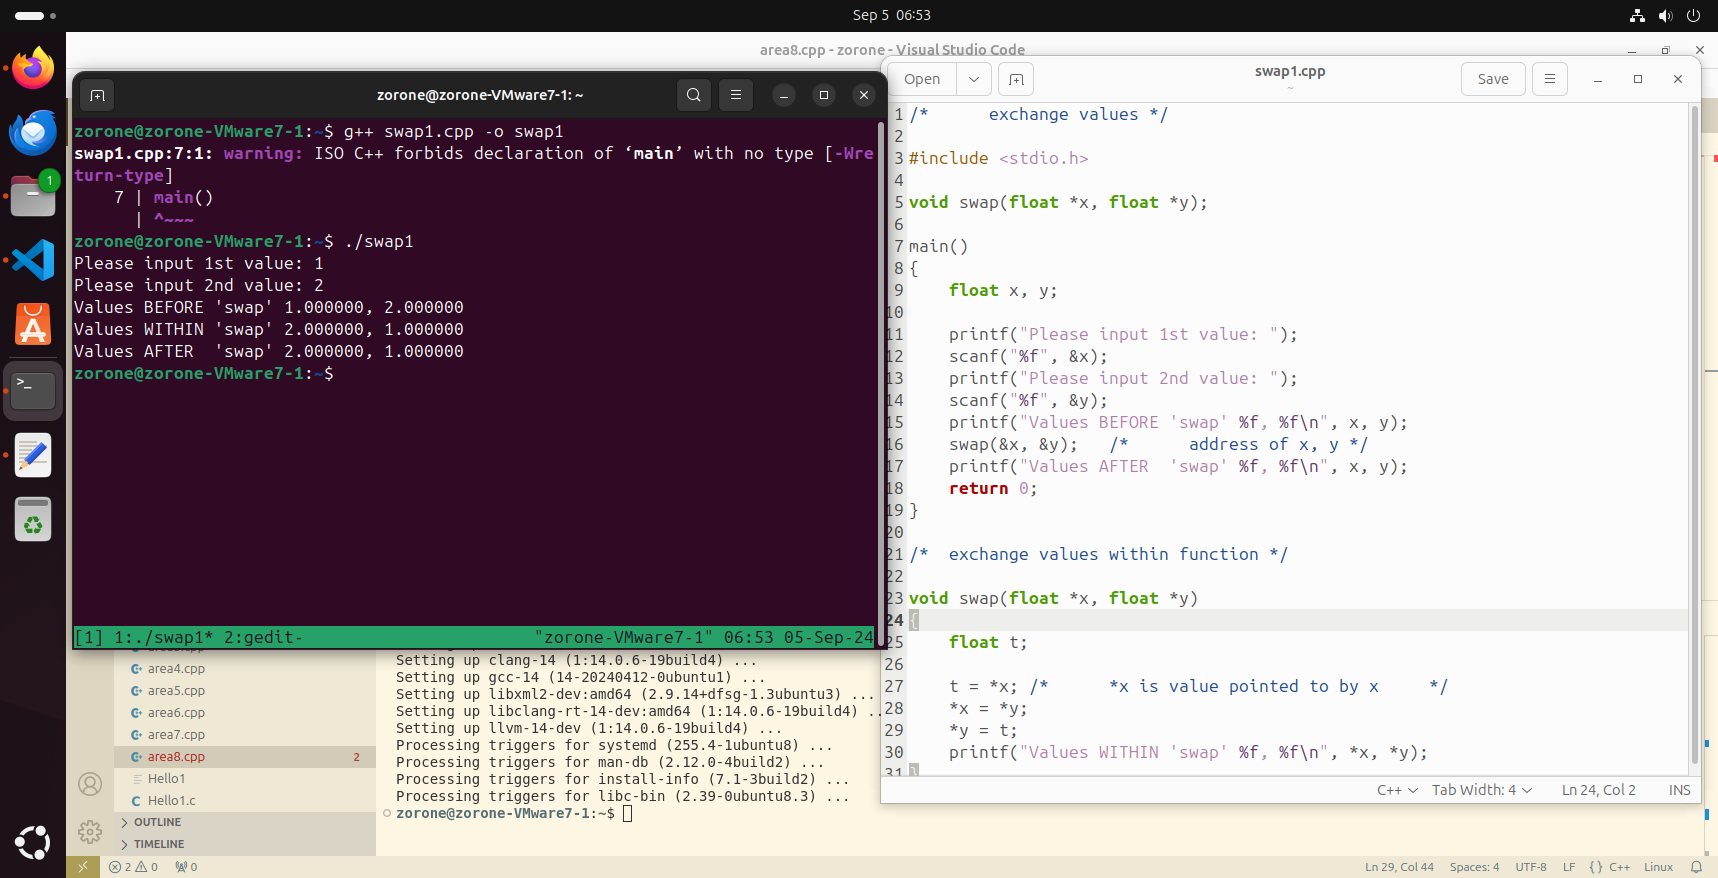 Sep 5 06:53
area8.cpp - zorone - Visual Studio Code
zorone@zorone-VMware7-1: ~
zorone@zorone-VMware7-1:~$ g++ swap1.cpp -o swap1
swap1.cpp:7:1: warning: ISO C++ forbids declaration of ‘main’ with no type [-Wre
turn-type]
7 | main()
| ^~~~
zorone@zorone-VMware7-1:~$ ./swap1
Please input 1st value: 1
Please input 2nd value: 2
Values BEFORE 'swap' 1.000000, 2.000000
Values WITHIN 'swap' 2.000000, 1.000000
Values AFTER  'swap' 2.000000, 1.000000
zorone@zorone-VMware7-1:~$
[1] 1:./swap1* 2:gedit- "zorone-VMware7-1" 06:53 05-Sep-24
Open
swap1.cpp
~
Save
1 /*      exchange values */
2
3 #include <stdio.h>
4
5 void swap(float *x, float *y);
6
7 main()
8 {
9     float x, y;
10
11     printf("Please input 1st value: ");
12     scanf("%f", &x);
13     printf("Please input 2nd value: ");
14     scanf("%f", &y);
15     printf("Values BEFORE 'swap' %f, %f\n", x, y);
16     swap(&x, &y);   /*      address of x, y */
17     printf("Values AFTER  'swap' %f, %f\n", x, y);
18     return 0;
19 }
20
21 /*  exchange values within function */
22
23 void swap(float *x, float *y)
24 {
25     float t;
26
27     t = *x; /*      *x is value pointed to by x     */
28     *x = *y;
29     *y = t;
30     printf("Values WITHIN 'swap' %f, %f\n", *x, *y);
31 }
C++ Tab Width: 4 Ln 24, Col 2 INS
1
area4.cpp
area5.cpp
area6.cpp
area7.cpp
area8.cpp 2
Hello1
Hello1.c
OUTLINE
TIMELINE
Setting up clang-14 (1:14.0.6-19build4) ...
Setting up gcc-14 (14-20240412-0ubuntu1) ...
Setting up libxml2-dev:amd64 (2.9.14+dfsg-1.3ubuntu3) ...
Setting up libclang-rt-14-dev:amd64 (1:14.0.6-19build4) ..
Setting up llvm-14-dev (1:14.0.6-19build4) ...
Processing triggers for systemd (255.4-1ubuntu8) ...
Processing triggers for man-db (2.12.0-4build2) ...
Processing triggers for install-info (7.1-3build2) ...
Processing triggers for libc-bin (2.39-0ubuntu8.3) ...
zorone@zorone-VMware7-1:~$
2 0 0 Ln 29, Col 44 Spaces: 4 UTF-8 LF {} C++ Linux